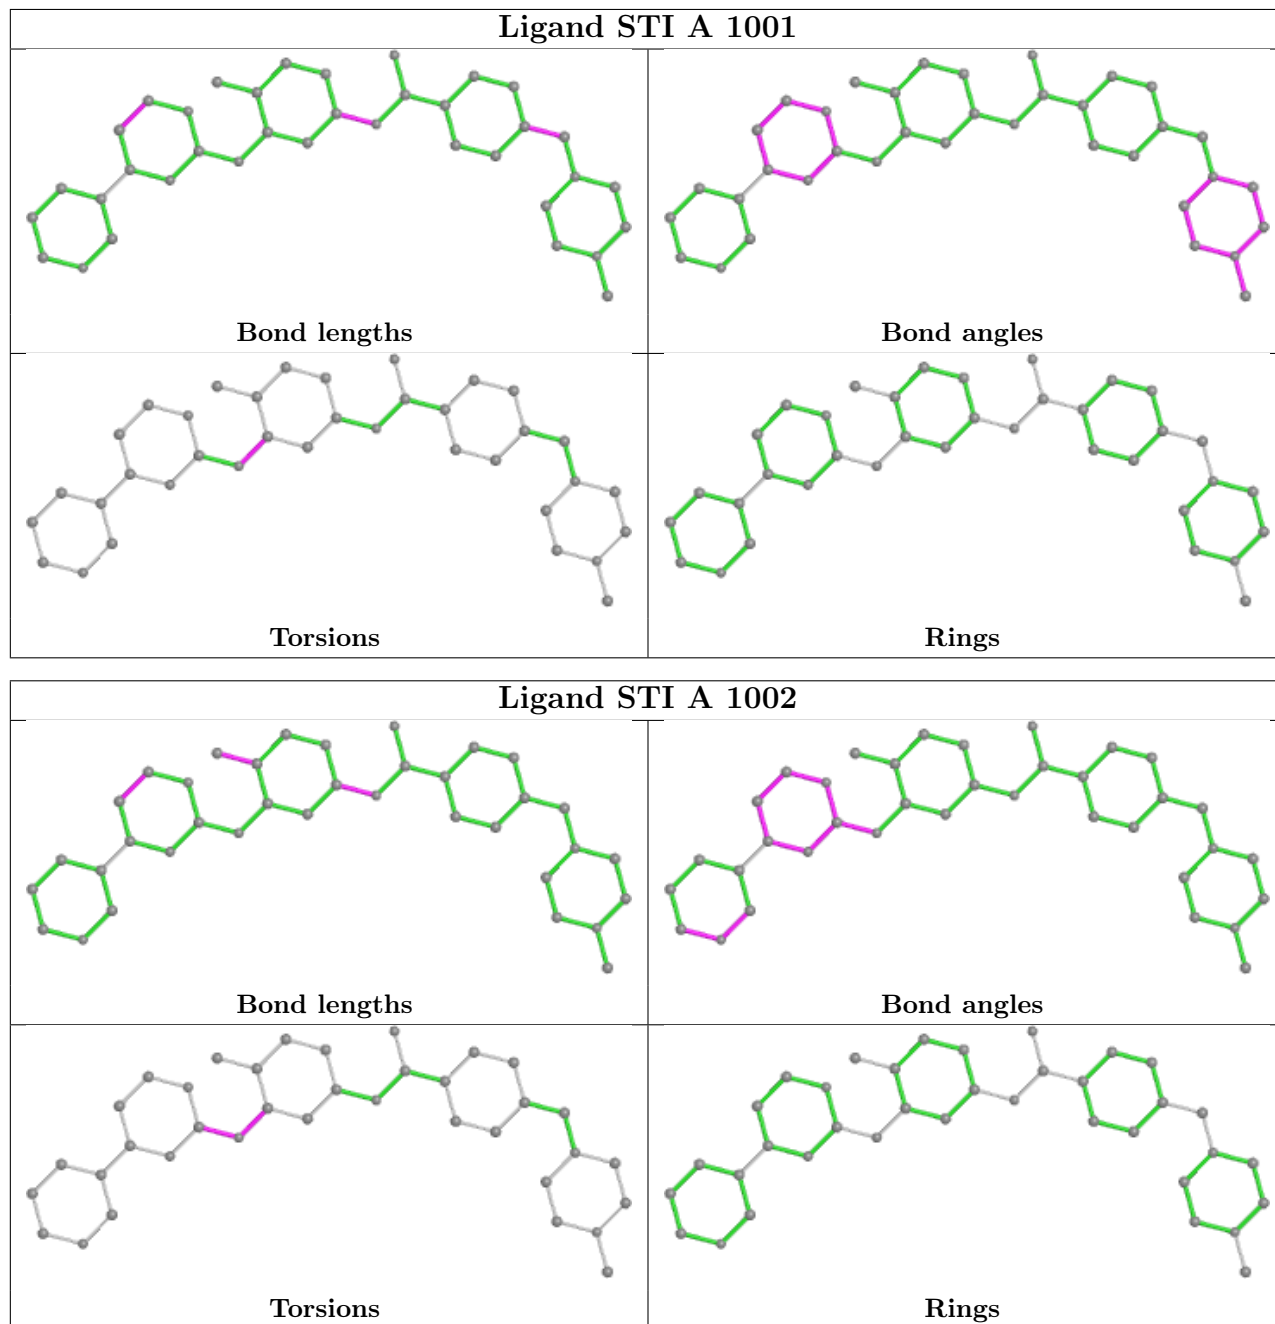 Ligand STI A 1001
Bond lengths
Bond angles
Torsions
Rings
Ligand STI A 1002
Bond lengths
Bond angles
Torsions
Rings